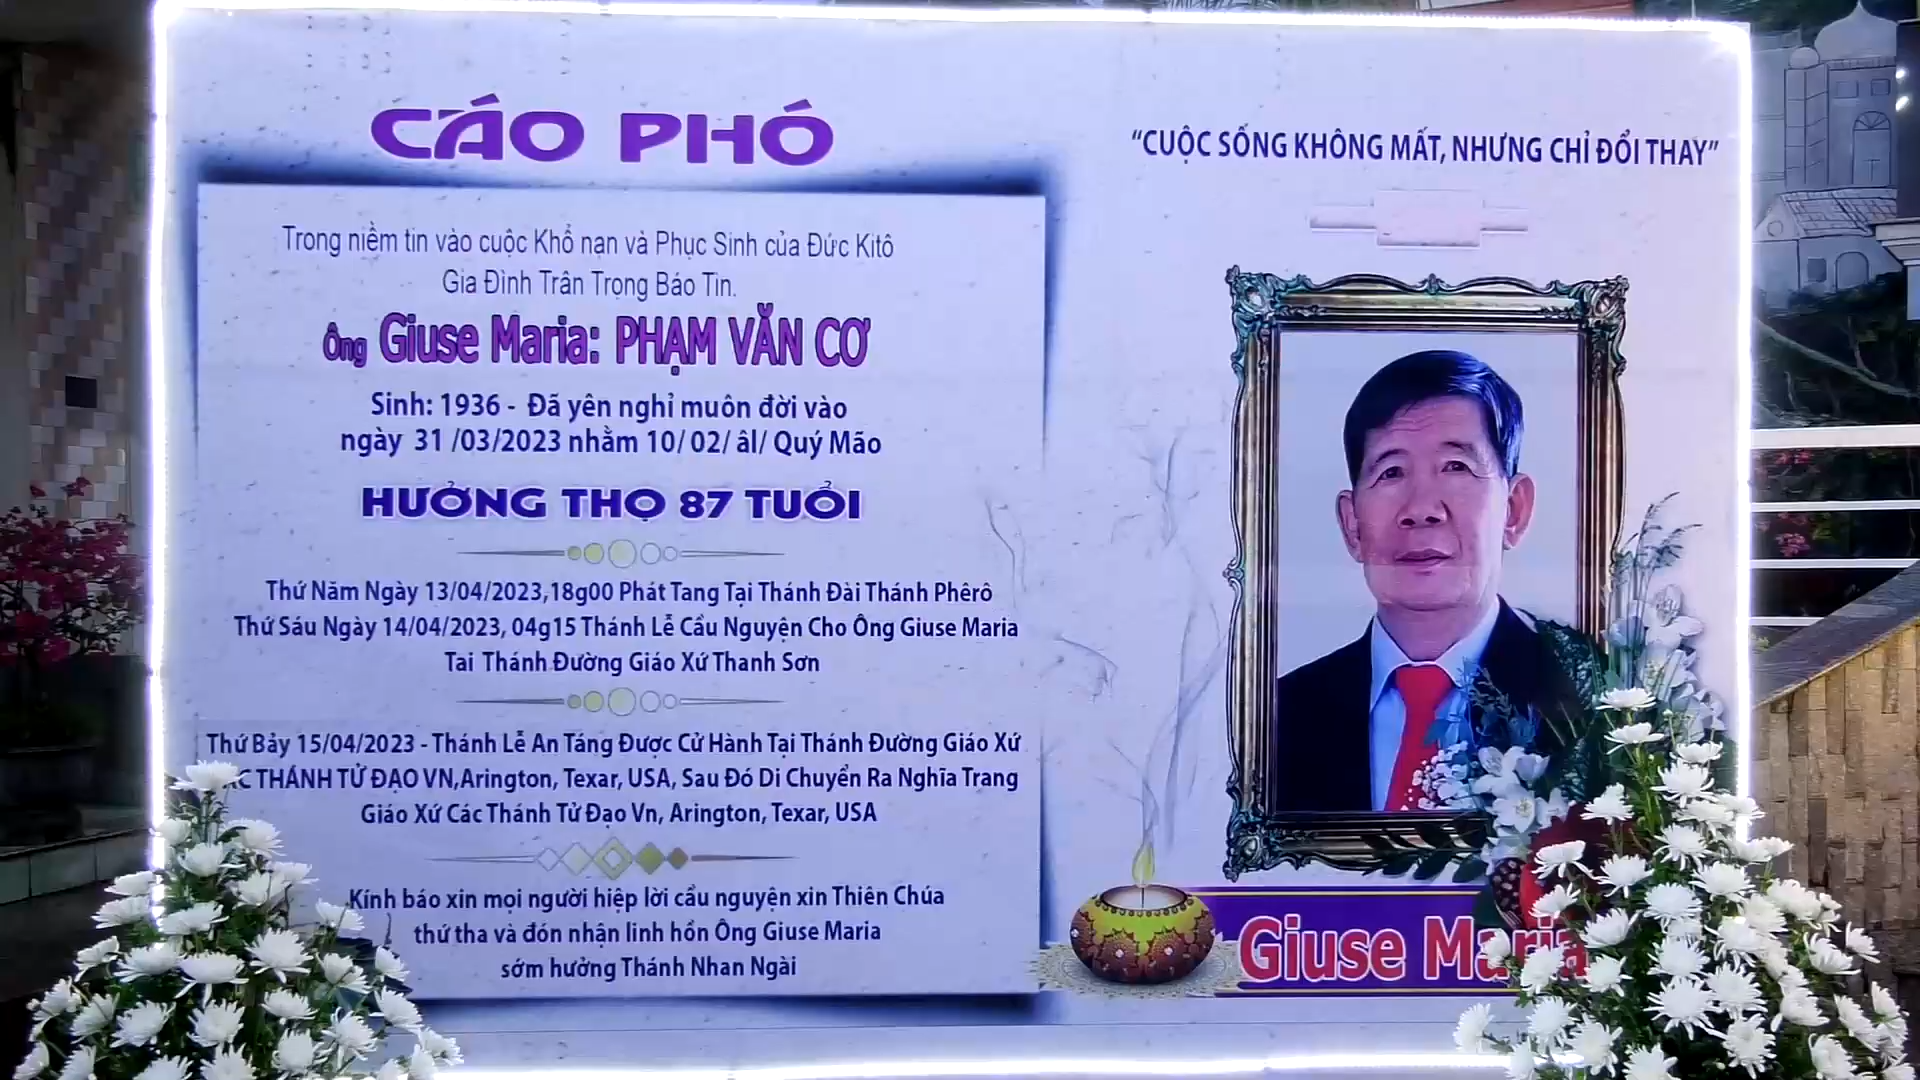 CÁO PHÓ
Trong niềm tin vào cuộc Khổ nạn và Phục Sinh của Đức Kitô
Gia Đình Trân Trọng Báo Tin.
Ông Giuse Maria: PHẠM VĂN CƠ
Sinh: 1936 - Đã yên nghỉ muôn đời vào
ngày 31 /03/2023 nhằm 10/ 02/ âl/ Quý Mão
HƯỞNG THỌ 87 TUỔI
Thứ Năm Ngày 13/04/2023,18g00 Phát Tang Tại Thánh Đài Thánh Phêrô
Thứ Sáu Ngày 14/04/2023, 04g15 Thánh Lễ Cầu Nguyện Cho Ông Giuse Maria
Tai Thánh Đường Giáo Xứ Thanh Sơn
Thứ Bảy 15/04/2023 - Thánh Lễ An Táng Được Cử Hành Tại Thánh Đường Giáo Xứ
THÁNH TỬ ĐẠO VN,Arington, Texar, USA, Sau Đó Di Chuyển Ra Nghĩa Trang
Giáo Xứ Các Thánh Tử Đạo Vn, Arington, Texar, USA
Kính báo xin mọi người hiệp lời cầu nguyện xin Thiên Chúa
thứ tha và đón nhận linh hồn Ông Giuse Maria
sớm hưởng Thánh Nhan Ngài
“CUỘC SỐNG KHÔNG MẤT, NHƯNG CHỈ ĐỔI THAY”
Giuse Maria